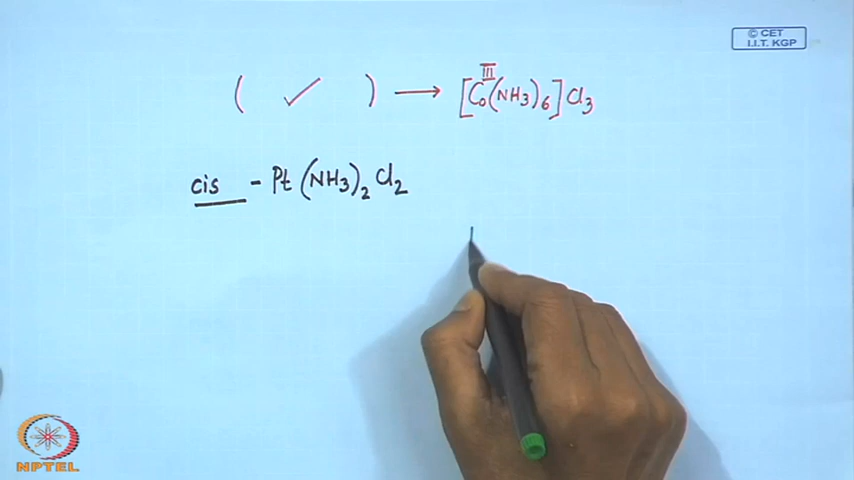 © CET
I.I.T. KGP
( ✓ ) → [Co(NH3)6]Cl3
III
cis - Pt(NH3)2Cl2
NPTEL